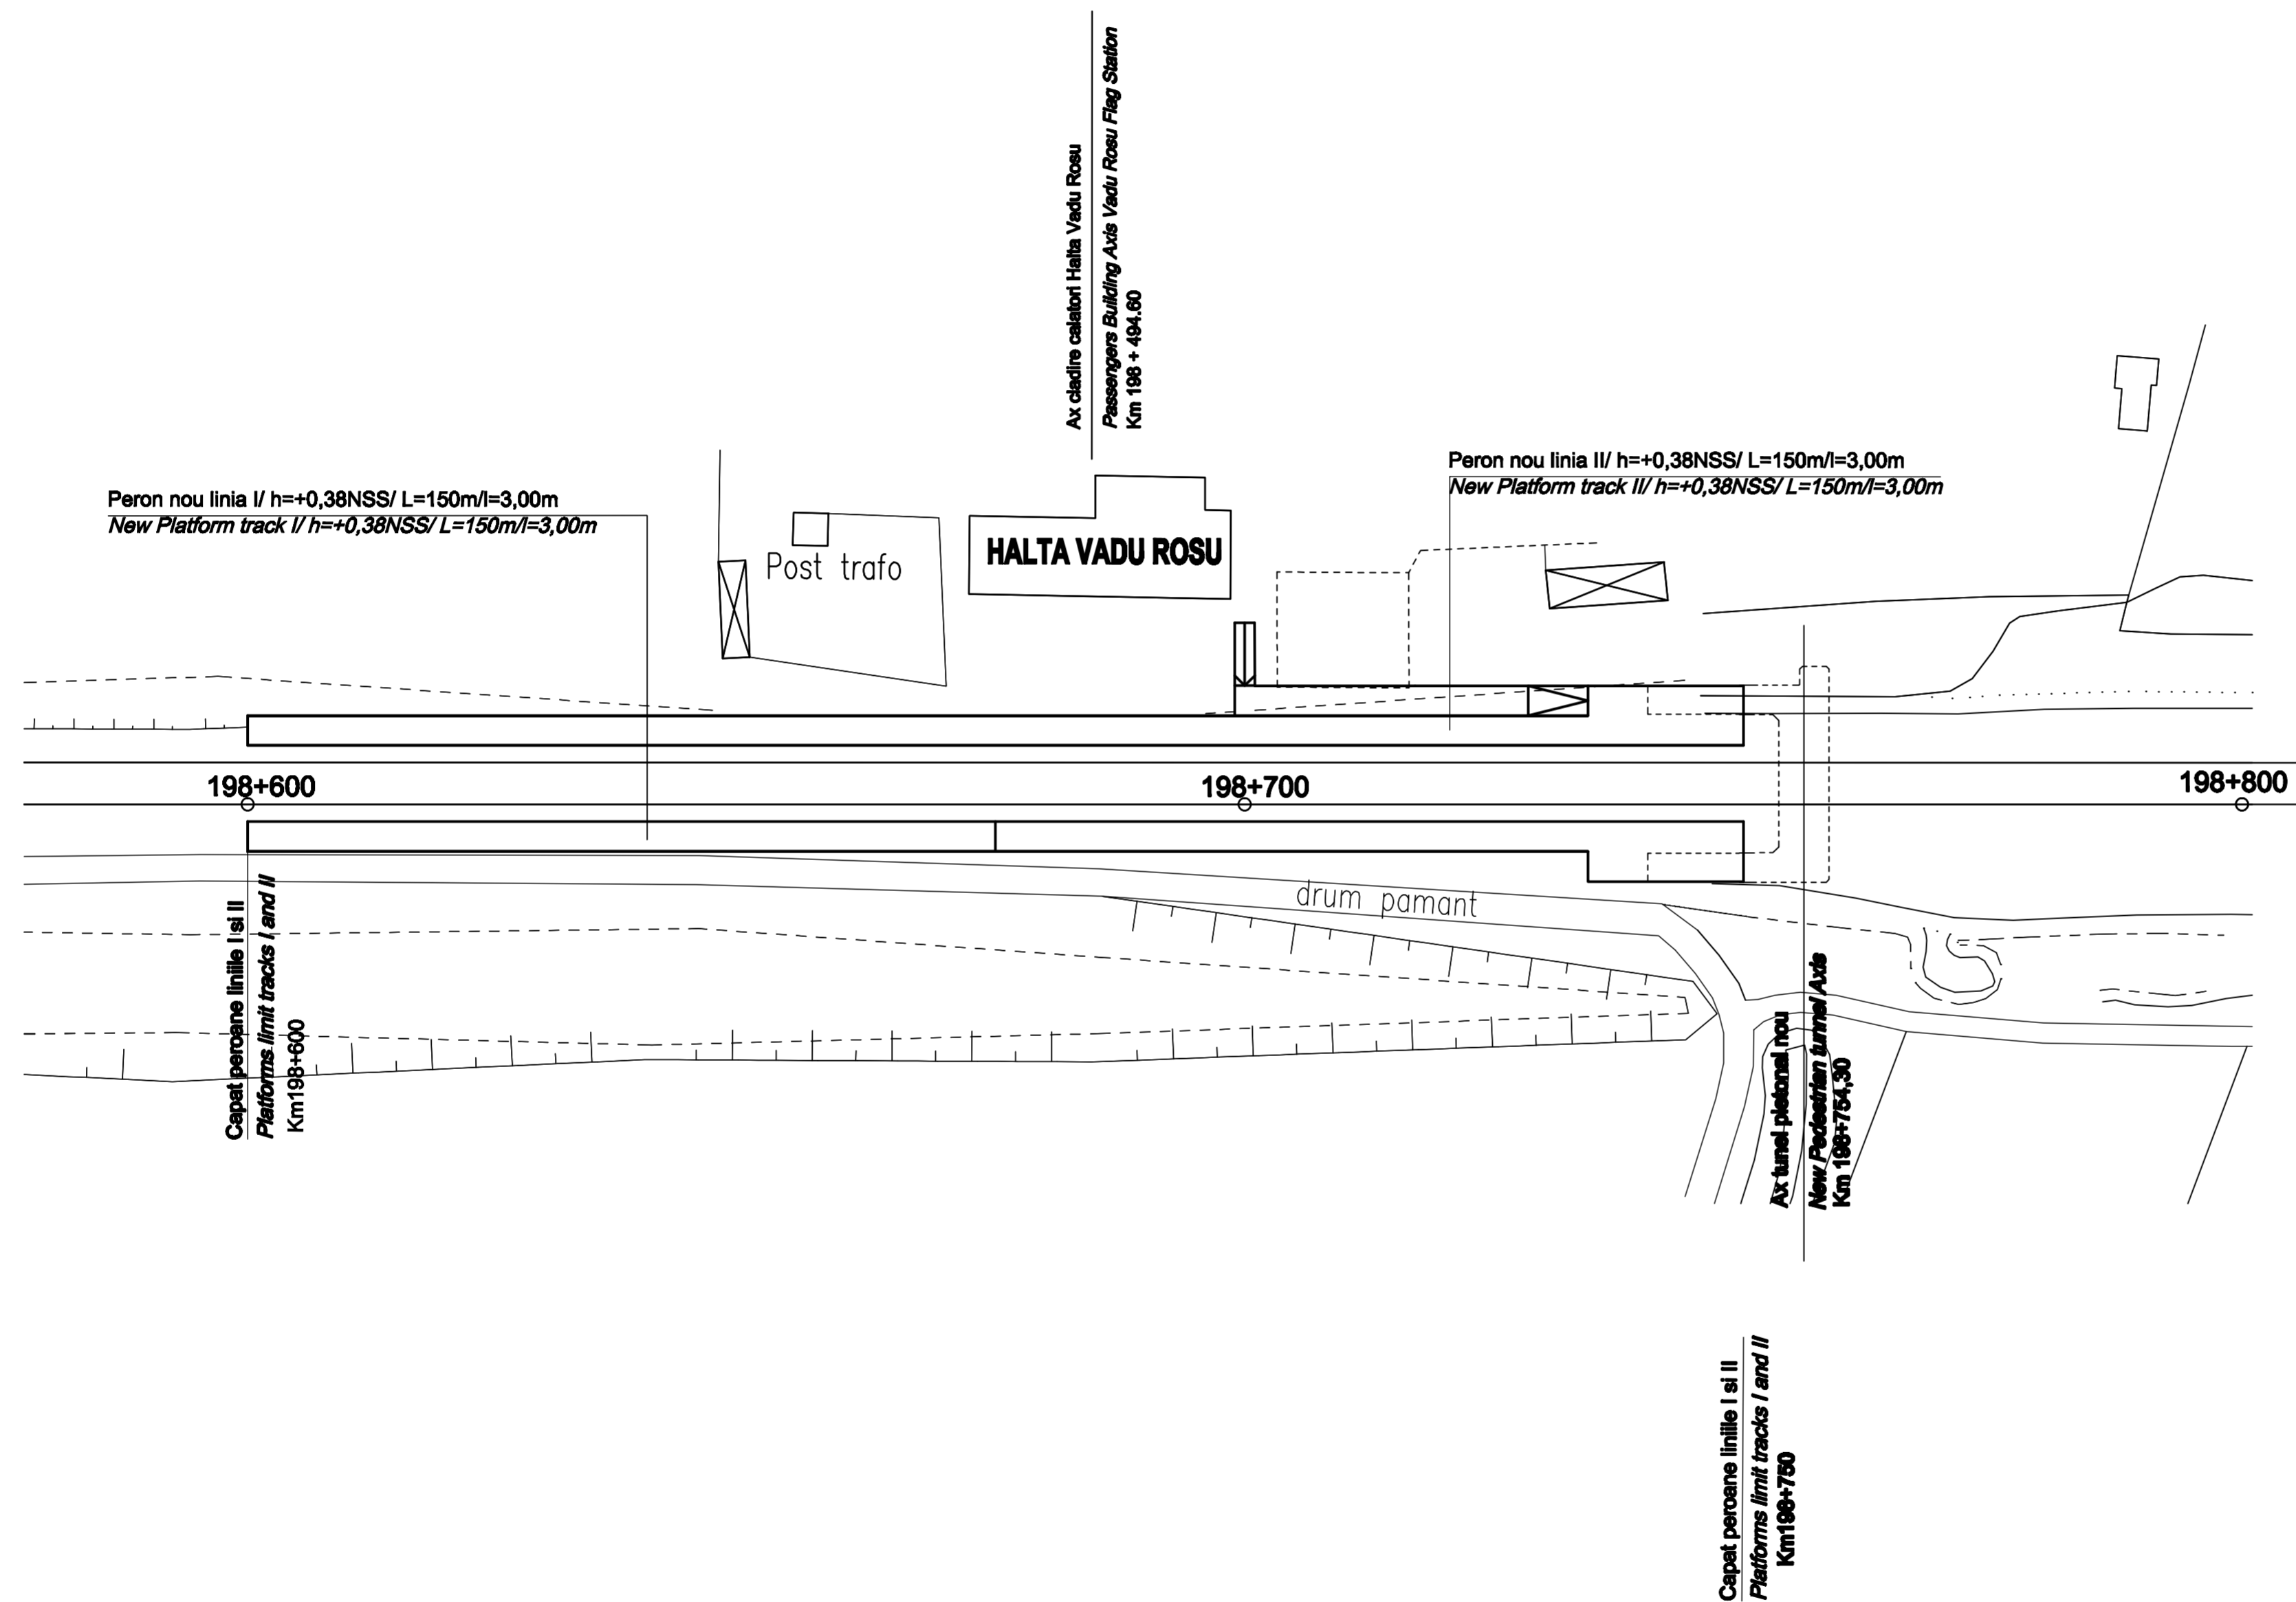 Ax cladire calatori Halta Vadu Rosu
Passengers Building Axis Vadu Rosu Flag Station
Km 198 + 494.60
Peron nou linia I/ h=+0,38NSS/ L=150m/l=3,00m
New Platform track I/ h=+0,38NSS/ L=150m/l=3,00m
Peron nou linia II/ h=+0,38NSS/ L=150m/l=3,00m
New Platform track II/ h=+0,38NSS/ L=150m/l=3,00m
Post trafo
HALTA VADU ROSU
198+600
198+700
198+800
drum pamant
Capat peroane liniile I si II
Platforms limit tracks I and II
Km198+600
Ax tunel pietonal nou
New Pedestrian tunnel Axis
Km 198+754,30
Capat peroane liniile I si II
Platforms limit tracks I and II
Km198+750